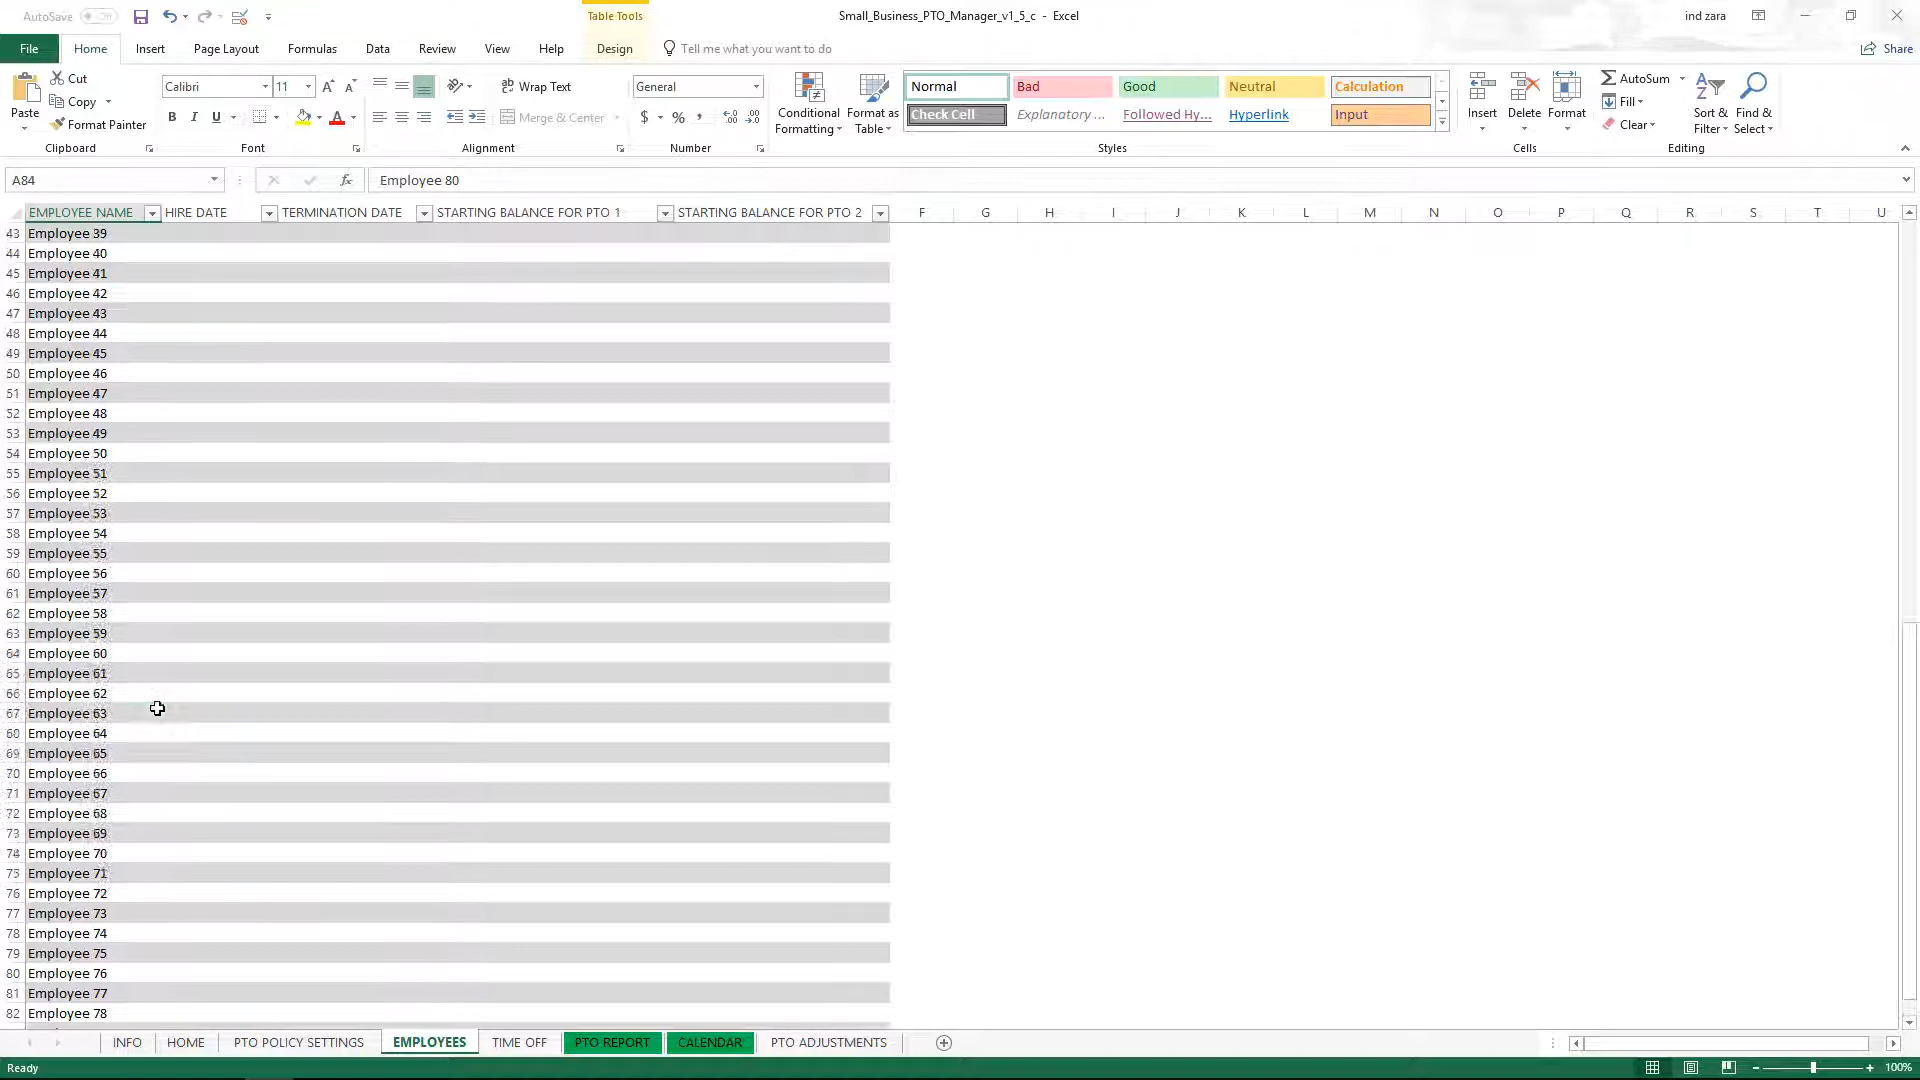 AutoSave Off Table Tools Small_Business_PTO_Manager_v1_5_c - Excel ind zara
File Home Insert Page Layout Formulas Data Review View Help Design Tell me what you want to do Share
Cut Calibri 11 Wrap Text General Normal Bad Good Neutral Calculation AutoSum
Copy Fill
Paste Format Painter B I U A Merge & Center $ % Conditional Formatting Format as Table Check Cell Explanatory ... Followed Hy... Hyperlink Input Insert Delete Format Clear Sort & Filter Find & Select
Clipboard Font Alignment Number Styles Cells Editing
A84 fx Employee 80
EMPLOYEE NAME HIRE DATE TERMINATION DATE STARTING BALANCE FOR PTO 1 STARTING BALANCE FOR PTO 2 F G H I J K L M N O P Q R S T U
43 Employee 39
44 Employee 40
45 Employee 41
46 Employee 42
47 Employee 43
48 Employee 44
49 Employee 45
50 Employee 46
51 Employee 47
52 Employee 48
53 Employee 49
54 Employee 50
55 Employee 51
56 Employee 52
57 Employee 53
58 Employee 54
59 Employee 55
60 Employee 56
61 Employee 57
62 Employee 58
63 Employee 59
64 Employee 60
65 Employee 61
66 Employee 62
67 Employee 63
68 Employee 64
69 Employee 65
70 Employee 66
71 Employee 67
72 Employee 68
73 Employee 69
74 Employee 70
75 Employee 71
76 Employee 72
77 Employee 73
78 Employee 74
79 Employee 75
80 Employee 76
81 Employee 77
82 Employee 78
INFO HOME PTO POLICY SETTINGS EMPLOYEES TIME OFF PTO REPORT CALENDAR PTO ADJUSTMENTS
Ready 100%